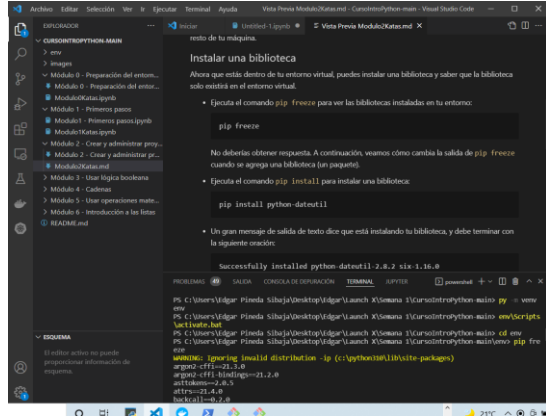 Archivo Editar Selección Ver Ir Ejecutar Terminal Ayuda Vista Previa Modulo2Katas.md - CursoIntroPython-main - Visual Studio Code
EXPLORADOR
Iniciar Untitled-1.ipynb Vista Previa Modulo2Katas.md
CURSOINTROPYTHON-MAIN
env
images
Módulo 0 - Preparación del entorn...
Módulo 0 - Preparación del entor...
Modulo0Katas.ipynb
Módulo 1 - Primeros pasos
Modulo1 - Primeros pasos.ipynb
Modulo1Katas.ipynb
Módulo 2 - Crear y administrar proy...
Módulo 2 - Crear y administrar pr...
Modulo2Katas.md
Módulo 3 - Usar lógica booleana
Módulo 4 - Cadenas
Módulo 5 - Usar operaciones mate...
Módulo 6 - Introducción a las listas
README.md
ESQUEMA
El editor activo no puede
proporcionar información de
esquema.
resto de tu máquina.
Instalar una biblioteca
Ahora que estás dentro de tu entorno virtual, puedes instalar una biblioteca y saber que la biblioteca
solo existirá en el entorno virtual.
• Ejecuta el comando pip freeze para ver las bibliotecas instaladas en tu entorno:
pip freeze
No deberías obtener respuesta. A continuación, veamos cómo cambia la salida de pip freeze
cuando se agrega una biblioteca (un paquete).
• Ejecuta el comando pip install para instalar una biblioteca:
pip install python-dateutil
• Un gran mensaje de salida de texto dice que está instalando tu biblioteca, y debe terminar con
la siguiente oración:
Successfully installed python-dateutil-2.8.2 six-1.16.0
PROBLEMAS 49 SALIDA CONSOLA DE DEPURACIÓN TERMINAL JUPYTER powershell
PS C:\Users\Edgar Pineda Sibaja\Desktop\Edgar\Launch X\Semana 1\CursoIntroPython-main> py -m venv
env
PS C:\Users\Edgar Pineda Sibaja\Desktop\Edgar\Launch X\Semana 1\CursoIntroPython-main> env\Scripts
\activate.bat
PS C:\Users\Edgar Pineda Sibaja\Desktop\Edgar\Launch X\Semana 1\CursoIntroPython-main> cd env
PS C:\Users\Edgar Pineda Sibaja\Desktop\Edgar\Launch X\Semana 1\CursoIntroPython-main\env> pip fre
eze
WARNING: Ignoring invalid distribution -ip (c:\python310\lib\site-packages)
argon2-cffi==21.3.0
argon2-cffi-bindings==21.2.0
asttokens==2.0.5
attrs==21.4.0
backcall==0.2.0
21°C